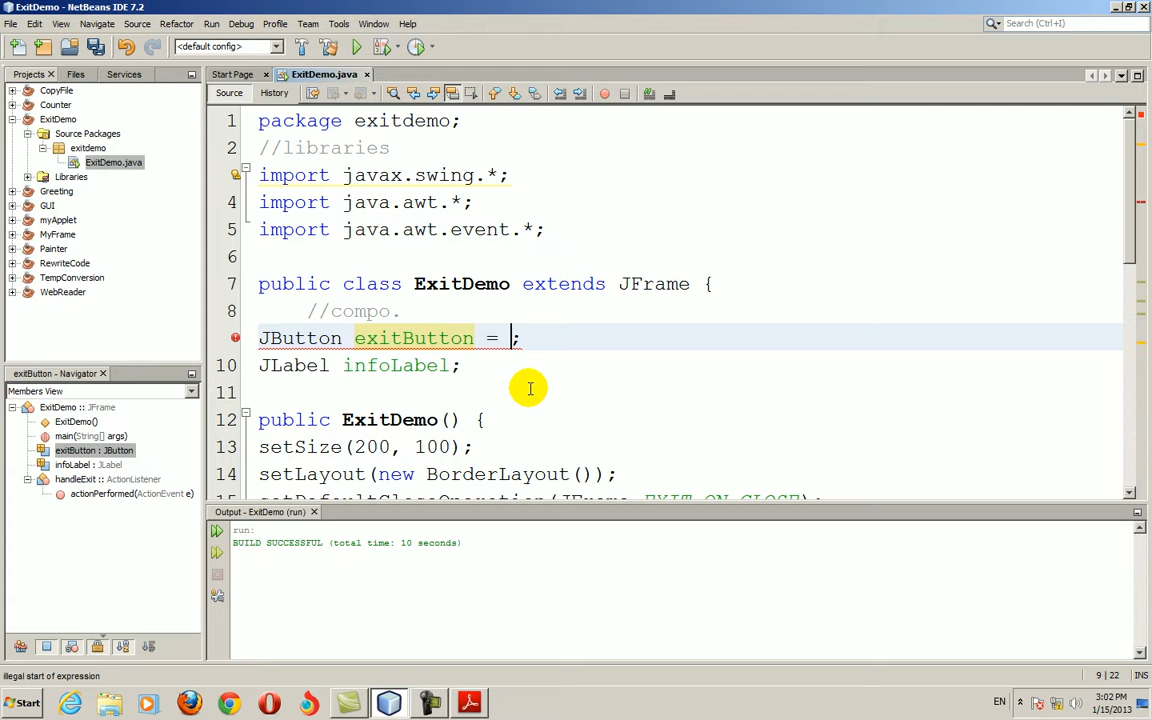 ExitDemo - NetBeans IDE 7.2
File Edit View Navigate Source Refactor Run Debug Profile Team Tools Window Help
Search (Ctrl+I)
<default config>
Projects Files Services
Start Page ExitDemo.java
Source History
CopyFile
Counter
ExitDemo
Source Packages
exitdemo
ExitDemo.java
Libraries
Greeting
GUI
myApplet
MyFrame
Painter
RewriteCode
TempConversion
WebReader
1 package exitdemo;
2 //libraries
import javax.swing.*;
4 import java.awt.*;
5 import java.awt.event.*;
6
7 public class ExitDemo extends JFrame {
8 //compo.
JButton exitButton = ;
10 JLabel infoLabel;
11
12 public ExitDemo() {
13 setSize(200, 100);
14 setLayout(new BorderLayout());
15 setDefaultCloseOperation(JFrame.EXIT_ON_CLOSE);
exitButton - Navigator
Members View
ExitDemo :: JFrame
ExitDemo()
main(String[] args)
exitButton : JButton
infoLabel : JLabel
handleExit :: ActionListener
actionPerformed(ActionEvent e)
Output - ExitDemo (run)
run:
BUILD SUCCESSFUL (total time: 10 seconds)
illegal start of expression
9 | 22 INS
Start
EN
3:02 PM
1/15/2013